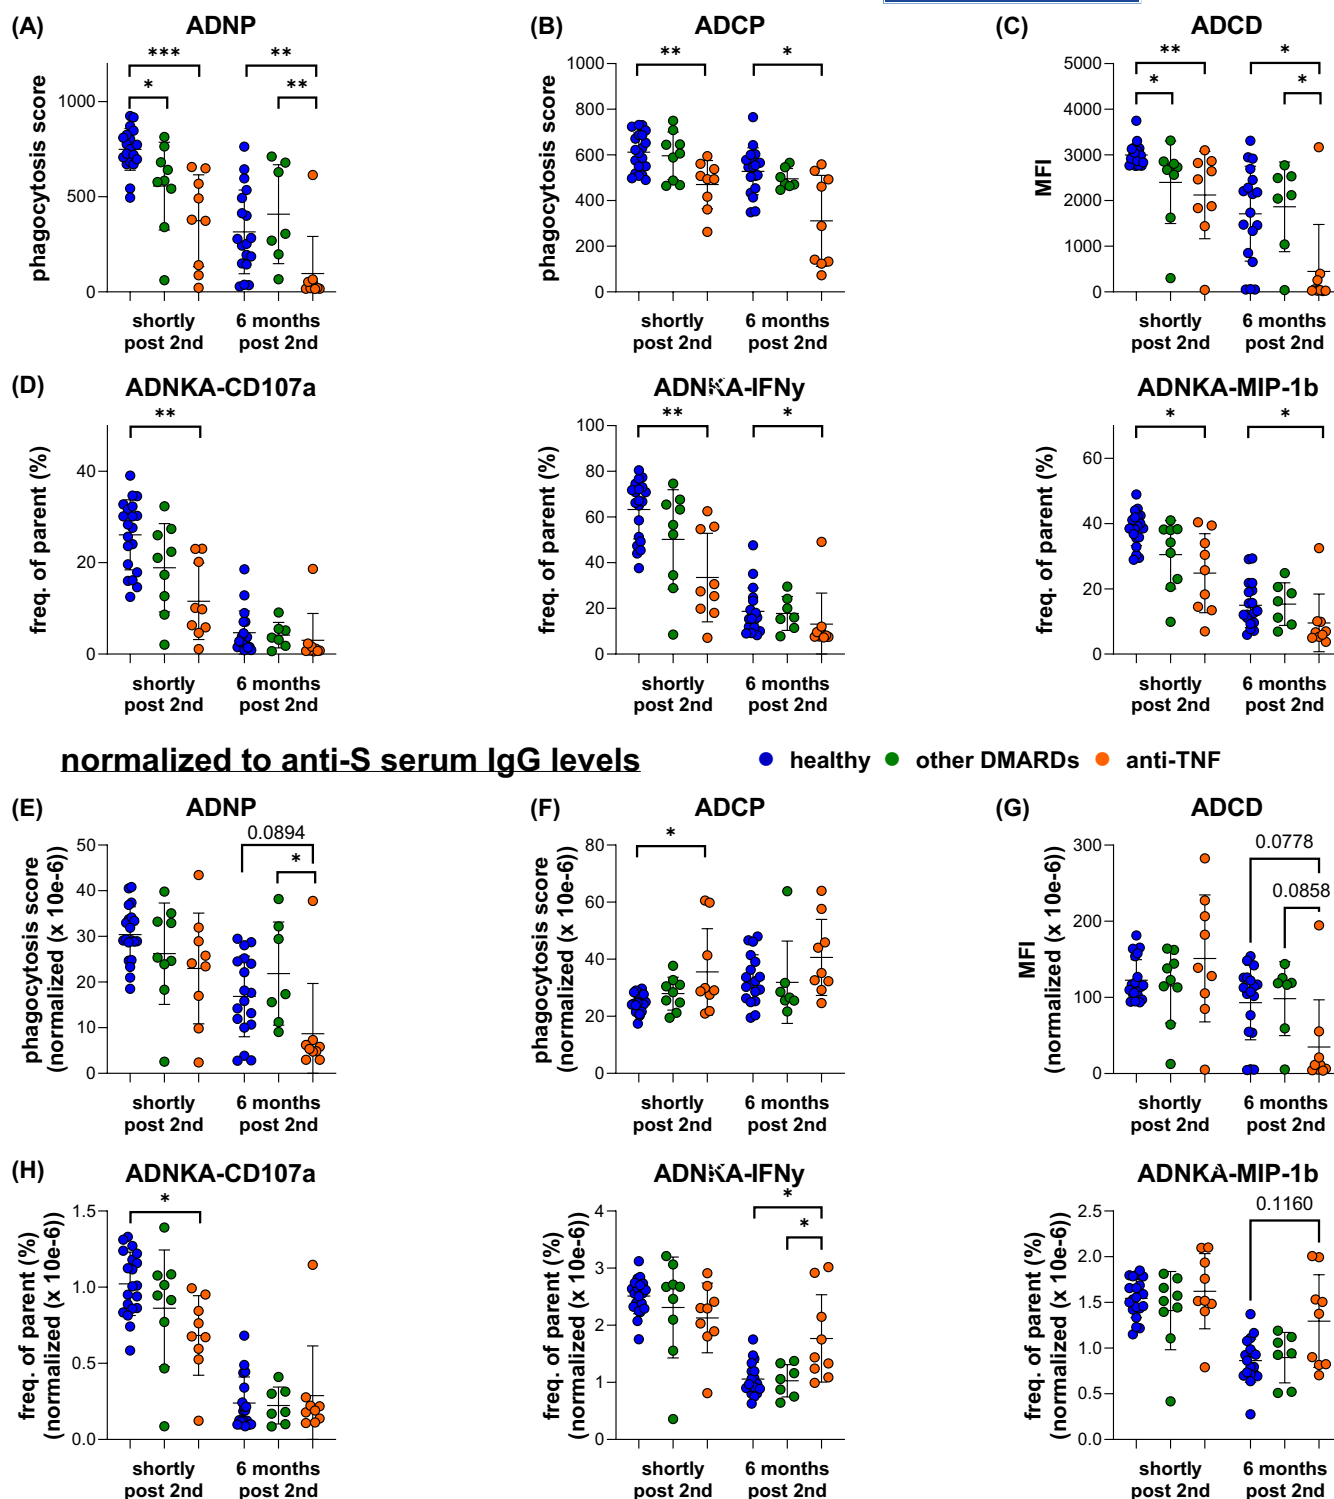 (A) ADNP
(B) ADCP
(C) ADCD
phagocytosis score
1000
500
0
***
*
**
**
shortly post 2nd
6 months post 2nd
phagocytosis score
1000
800
600
400
200
0
**
*
shortly post 2nd
6 months post 2nd
MFI
5000
4000
3000
2000
1000
0
**
*
*
*
shortly post 2nd
6 months post 2nd
(D) ADNKA-CD107a
ADNKA-IFNy
ADNKA-MIP-1b
freq. of parent (%)
40
20
0
**
shortly post 2nd
6 months post 2nd
freq. of parent (%)
100
80
60
40
20
0
**
*
shortly post 2nd
6 months post 2nd
freq. of parent (%)
60
40
20
0
*
*
shortly post 2nd
6 months post 2nd
normalized to anti-S serum IgG levels
healthy other DMARDs anti-TNF
(E) ADNP
(F) ADCP
(G) ADCD
phagocytosis score
(normalized (x 10e-6))
50
40
30
20
10
0
0.0894
*
shortly post 2nd
6 months post 2nd
phagocytosis score
(normalized (x 10e-6))
80
60
40
20
0
*
shortly post 2nd
6 months post 2nd
MFI
(normalized (x 10e-6))
300
200
100
0
0.0778
0.0858
shortly post 2nd
6 months post 2nd
(H) ADNKA-CD107a
ADNKA-IFNy
ADNKA-MIP-1b
freq. of parent (%)
(normalized (x 10e-6))
1.5
1.0
0.5
0.0
*
shortly post 2nd
6 months post 2nd
freq. of parent (%)
(normalized (x 10e-6))
4
3
2
1
0
*
*
shortly post 2nd
6 months post 2nd
freq. of parent (%)
(normalized (x 10e-6))
2.5
2.0
1.5
1.0
0.5
0.0
0.1160
shortly post 2nd
6 months post 2nd